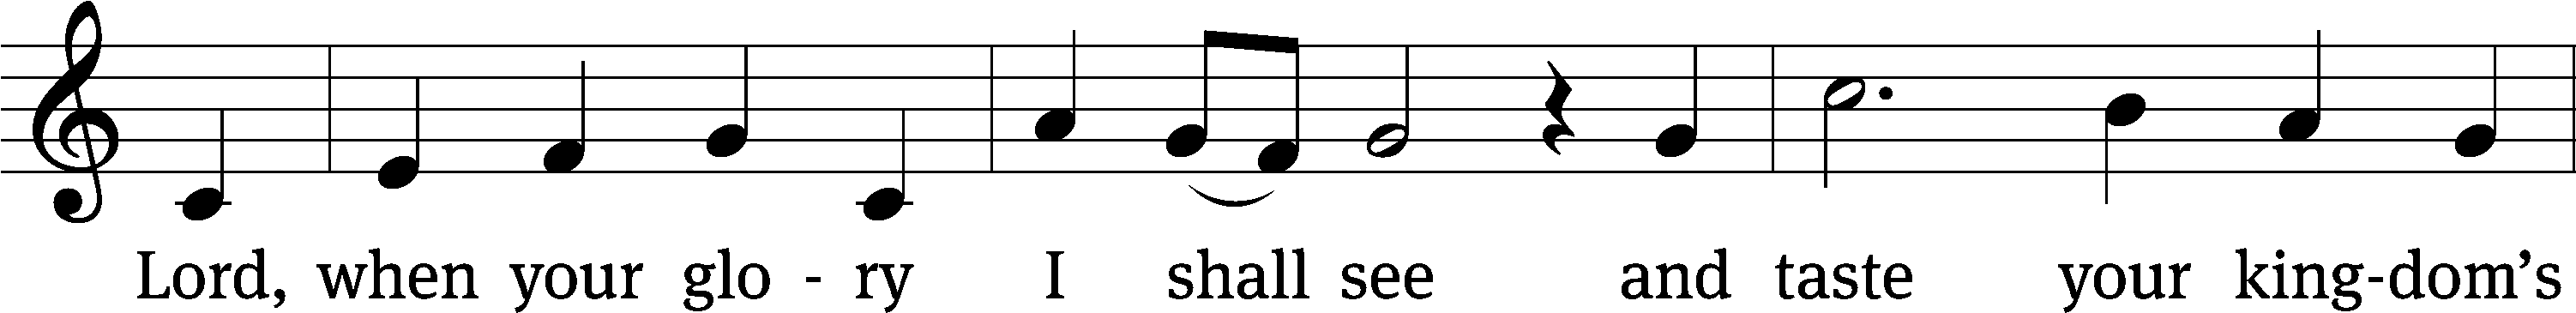 Lord, when your glo - ry I shall see and taste your king-dom’s